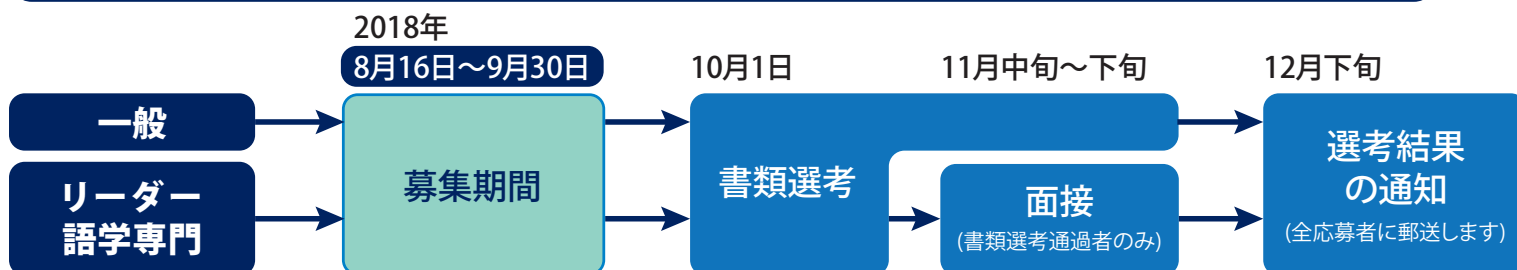 2018年
8月16日～9月30日
10月1日
11月中旬～下旬
12月下旬
一般
リーダー
語学専門
募集期間
書類選考
面接
(書類選考通過者のみ)
選考結果
の通知
(全応募者に郵送します)